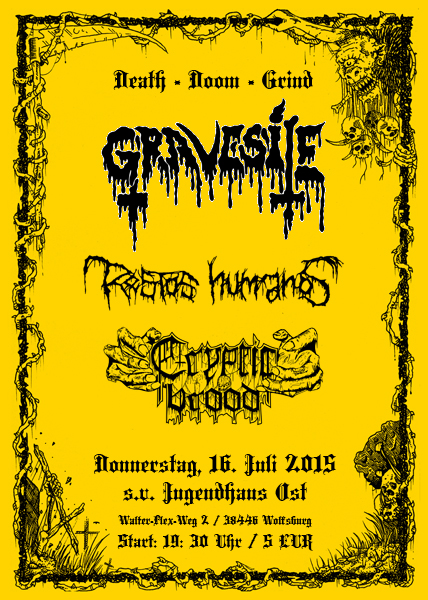 Death - Doom - Grind
GRAVESITE
Restos humanos
Cryptic
brood
Donnerstag, 16. Juli 2015
s.v. Jugendhaus Ost
Walter-Flex-Weg 2 / 38446 Wolfsburg
Start: 19: 30 Uhr / 5 EUR